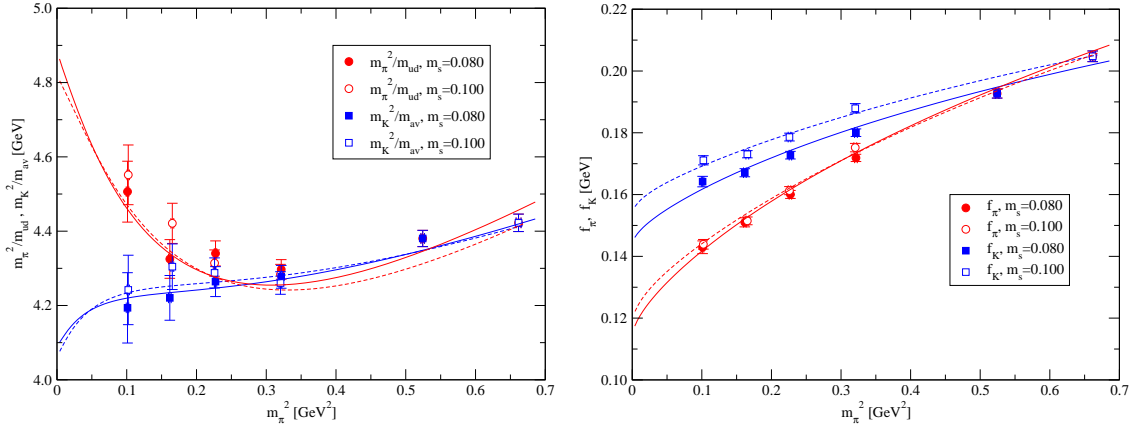 5.0
4.8
4.6
4.4
4.2
4.0
0
0.1
0.2
0.3
0.4
0.5
0.6
0.7
m_π^2 [GeV^2]
m_π^2/m_ud, m_K^2/m_av [GeV]
m_π^2/m_ud, m_s=0.080
m_π^2/m_ud, m_s=0.100
m_K^2/m_av, m_s=0.080
m_K^2/m_av, m_s=0.100
0.22
0.20
0.18
0.16
0.14
0.12
0.10
0
0.1
0.2
0.3
0.4
0.5
0.6
0.7
m_π^2 [GeV^2]
f_π, f_K [GeV]
f_π, m_s=0.080
f_π, m_s=0.100
f_K, m_s=0.080
f_K, m_s=0.100